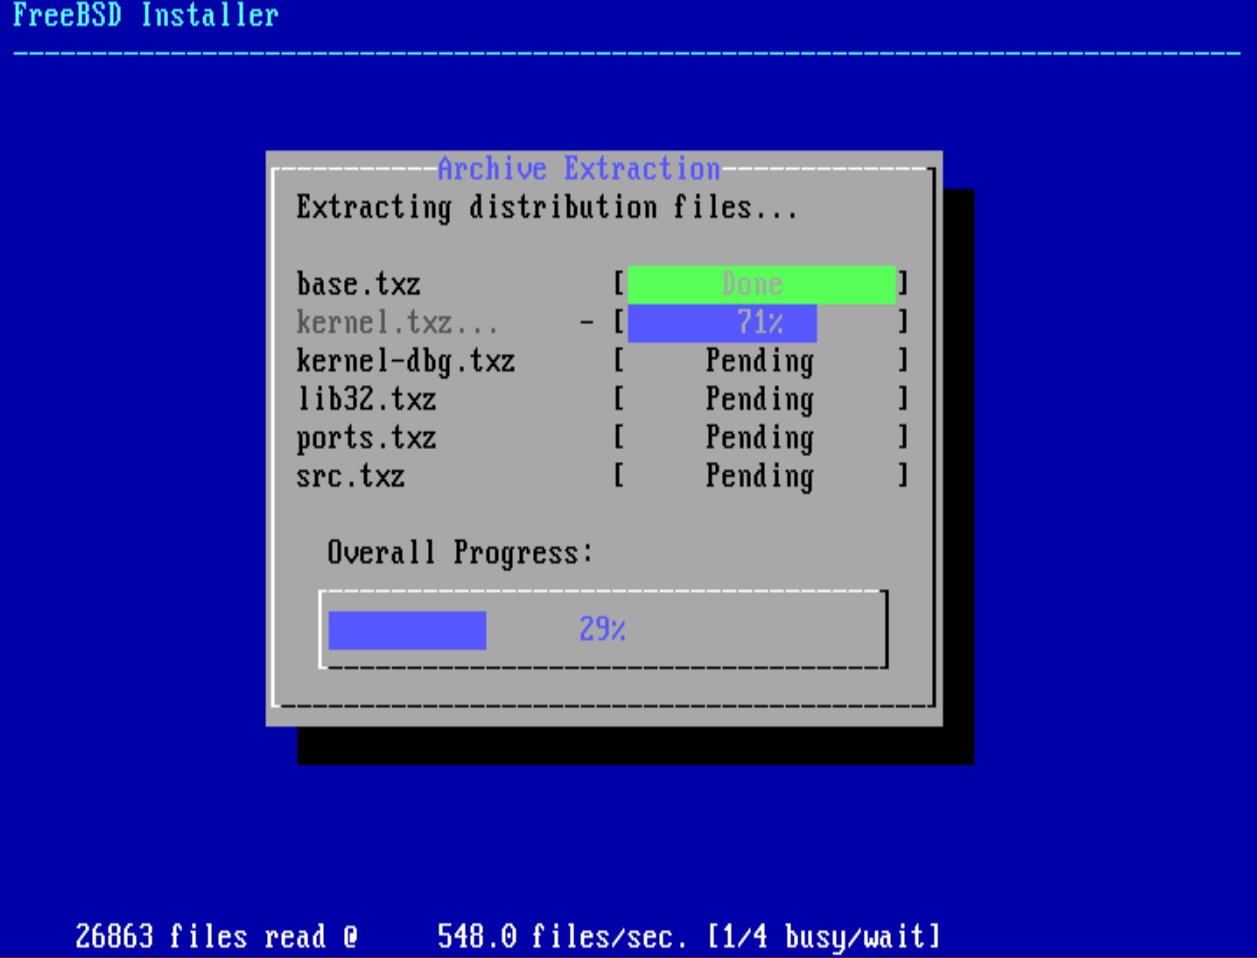 FreeBSD Installer
Archive Extraction
Extracting distribution files...
base.txz [ Done ]
kernel.txz... - [ 71% ]
kernel-dbg.txz [ Pending ]
lib32.txz [ Pending ]
ports.txz [ Pending ]
src.txz [ Pending ]
Overall Progress:
29%
26863 files read @ 548.0 files/sec. [1/4 busy/wait]